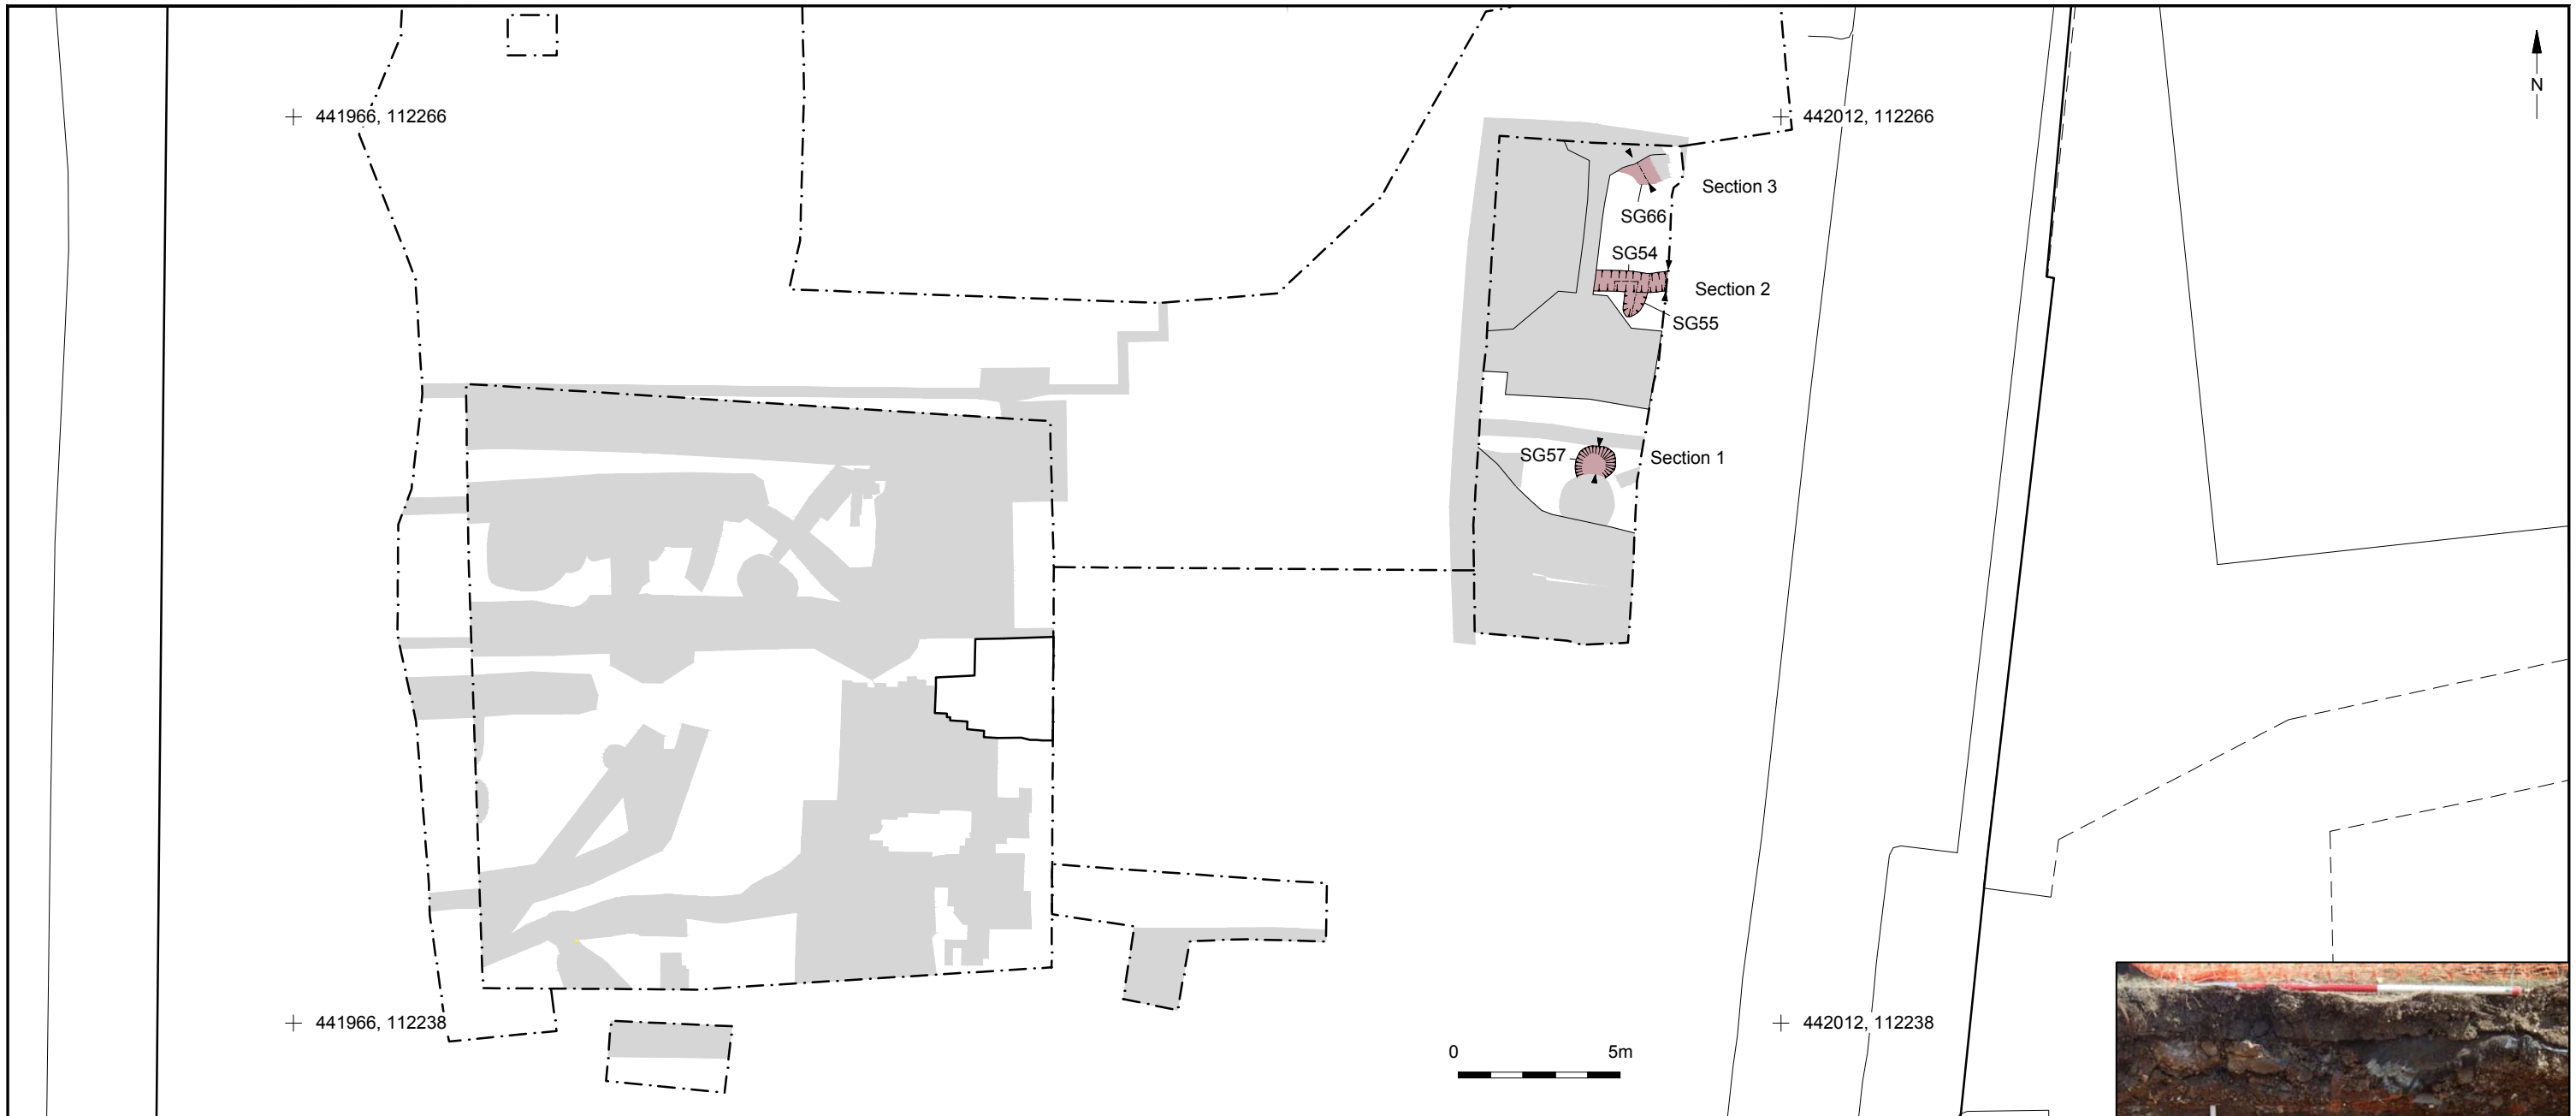 N
441966, 112266
442012, 112266
Section 3
SG66
SG54
Section 2
SG55
SG57
Section 1
441966, 112238
442012, 112238
0 5m